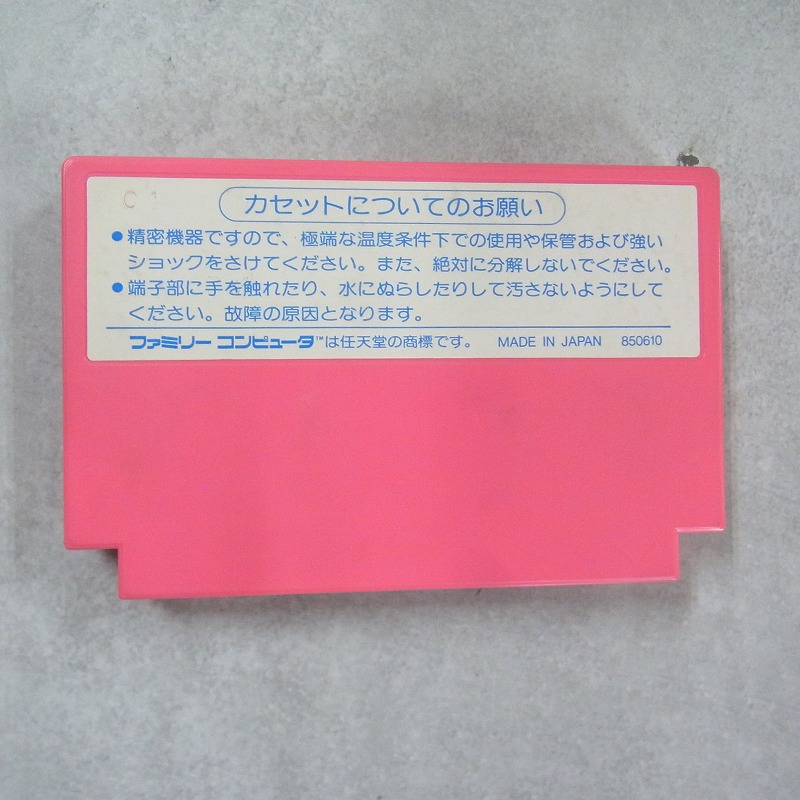 C 1
カセットについてのお願い
●精密機器ですので、極端な温度条件下での使用や保管および強い
ショックをさけてください。また、絶対に分解しないでください。
●端子部に手を触れたり、水にぬらしたりして汚さないようにして
ください。故障の原因となります。
ファミリー コンピュータ™は任天堂の商標です。 MADE IN JAPAN 850610